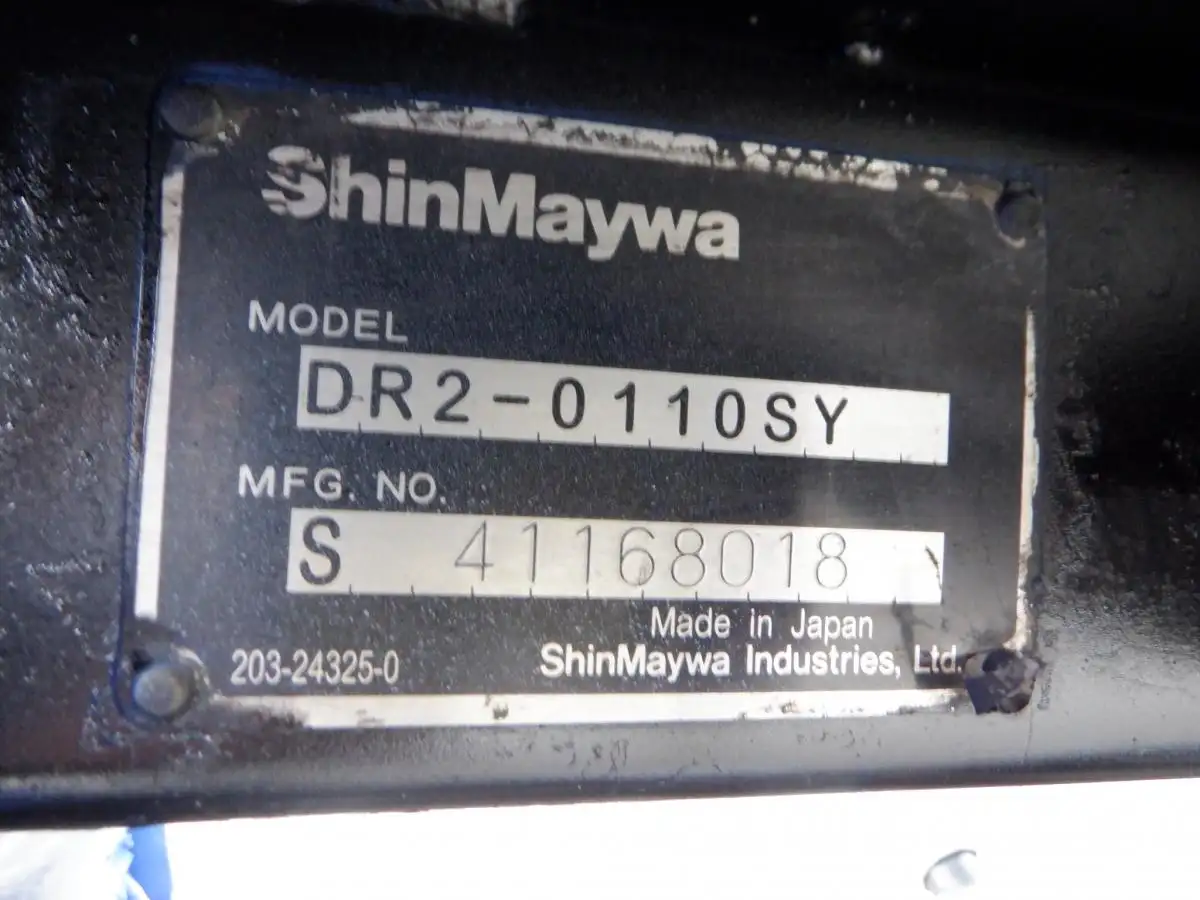 ShinMaywa
MODEL
DR2-0110SY
MFG. NO.
S 41168018
Made in Japan
203-24325-0 ShinMaywa Industries, Ltd.